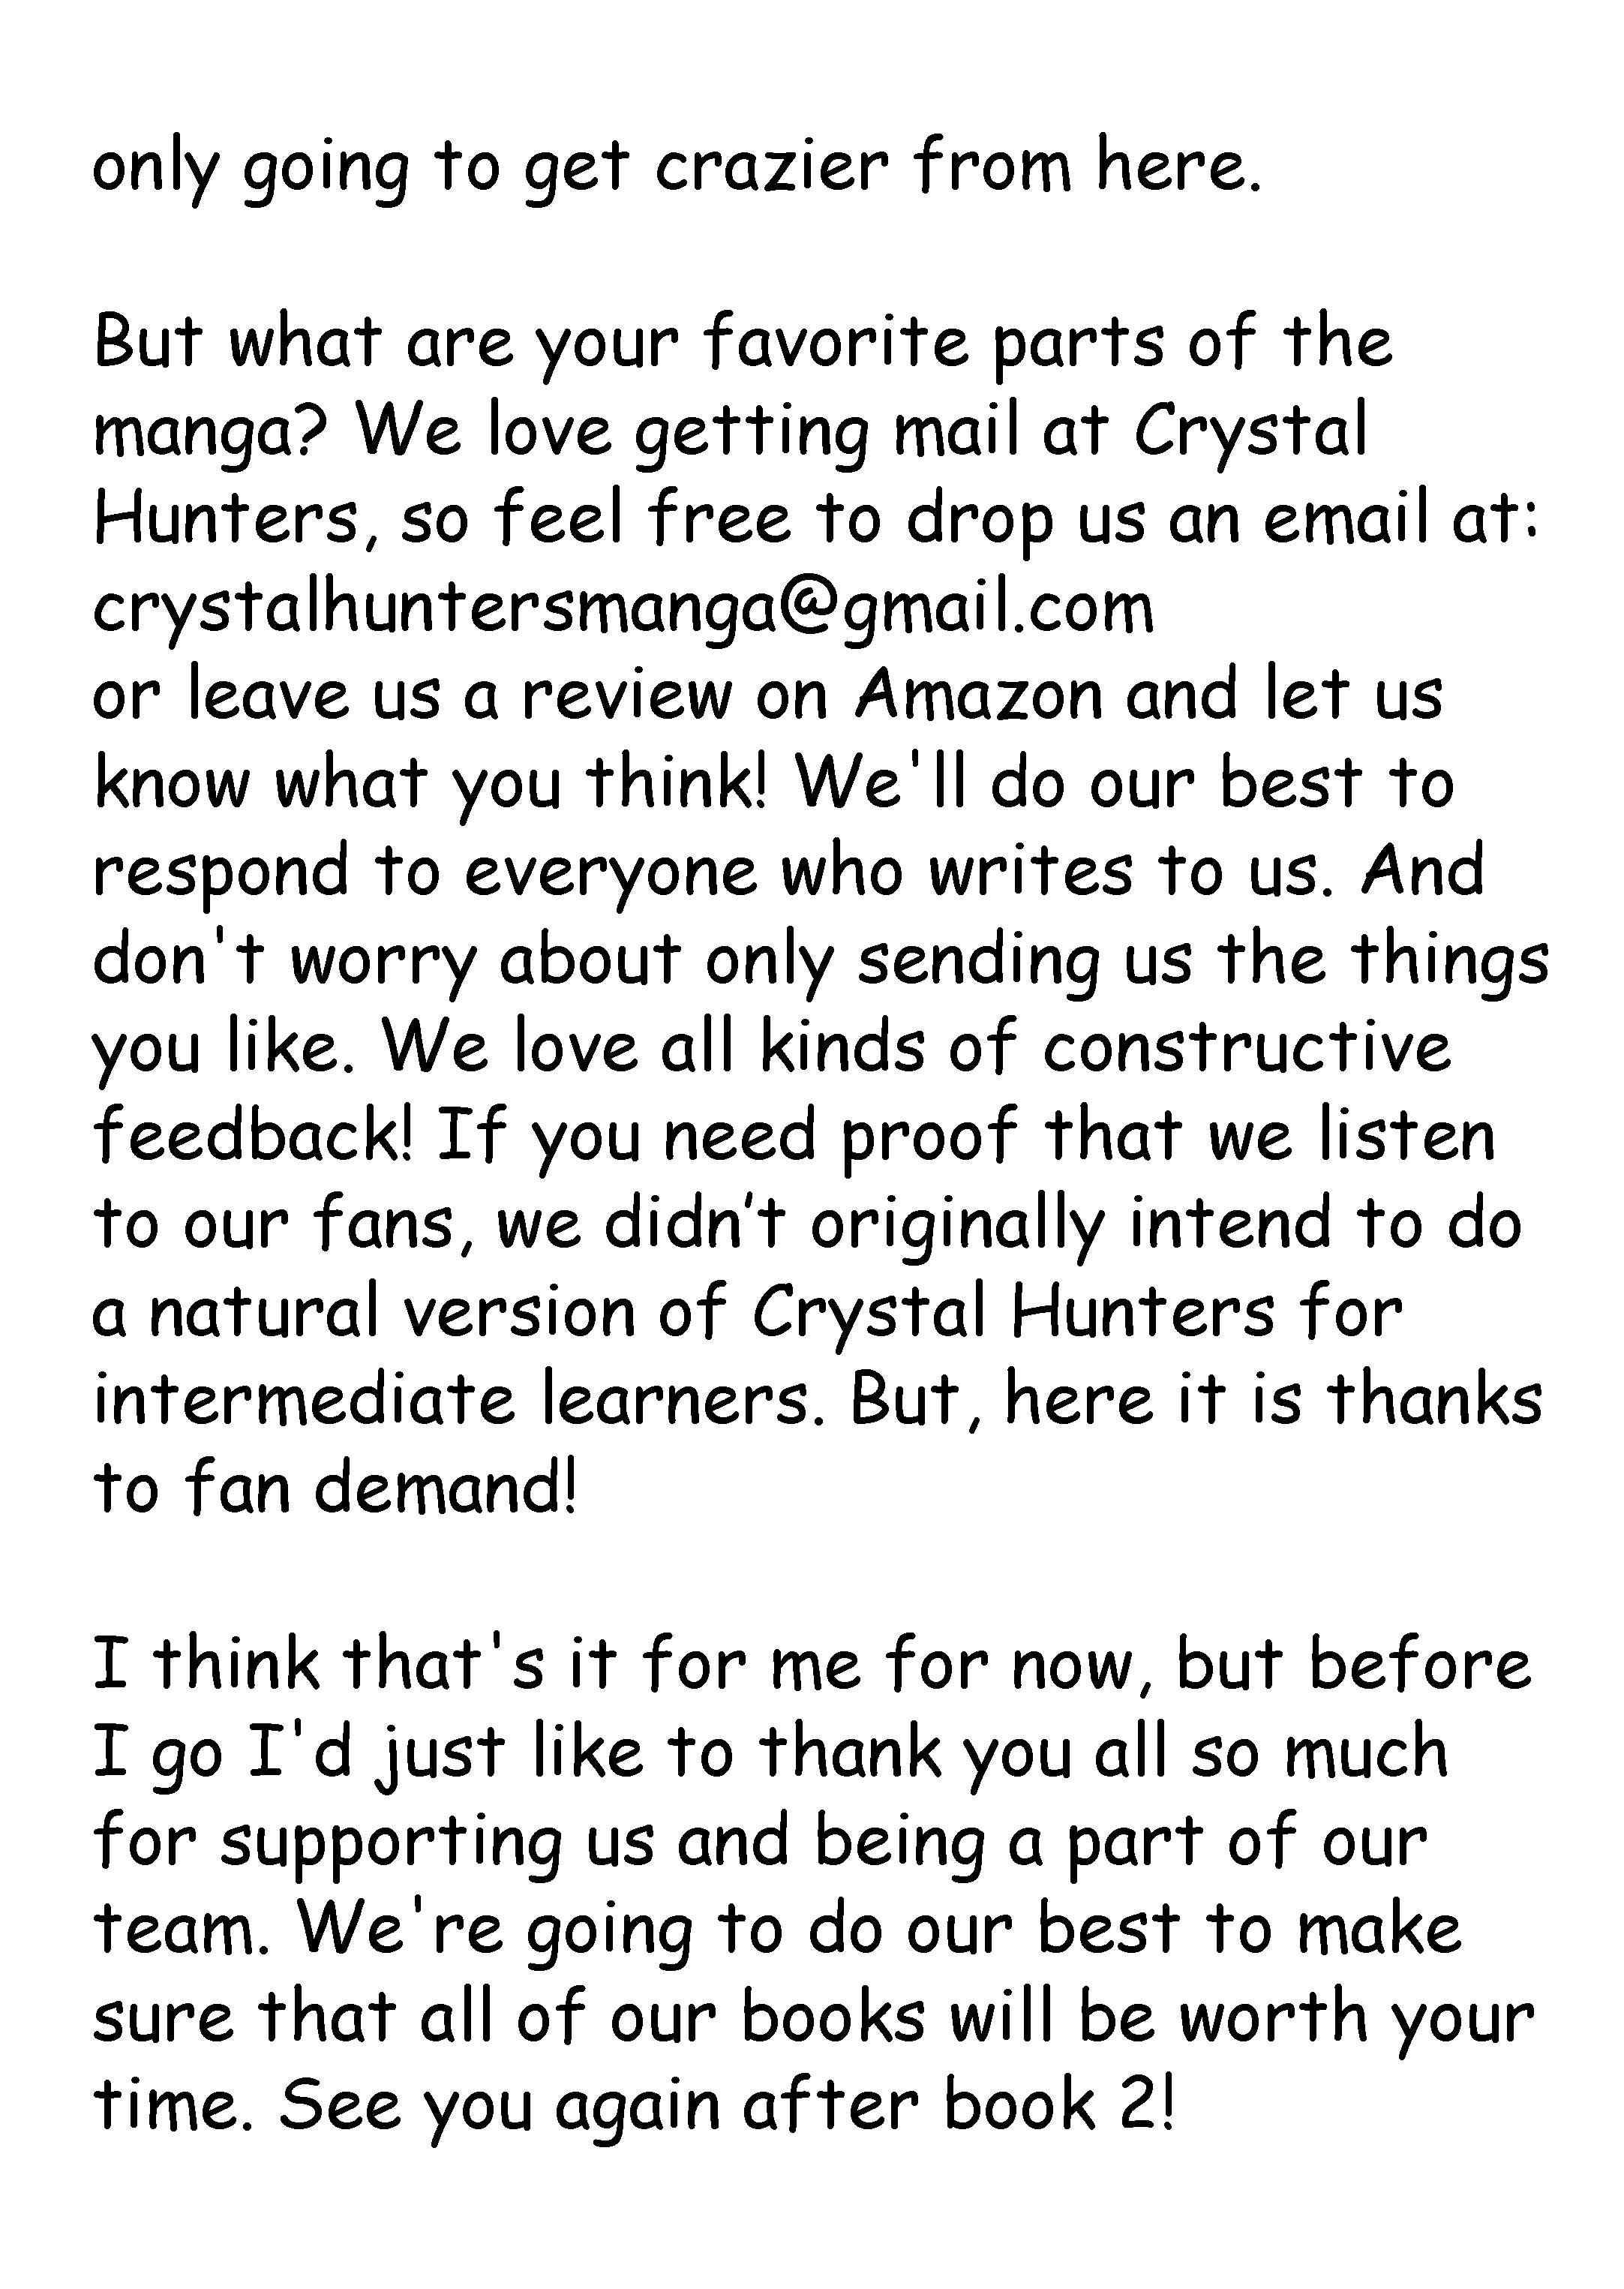 only going to get crazier from here.
But what are your favorite parts of the
manga? We love getting mail at Crystal
Hunters, so feel free to drop us an email at:
crystalhuntersmanga@gmail.com
or leave us a review on Amazon and let us
know what you think! We'll do our best to
respond to everyone who writes to us. And
don't worry about only sending us the things
you like. We love all kinds of constructive
feedback! If you need proof that we listen
to our fans, we didn’t originally intend to do
a natural version of Crystal Hunters for
intermediate learners. But, here it is thanks
to fan demand!
I think that's it for me for now, but before
I go I'd just like to thank you all so much
for supporting us and being a part of our
team. We're going to do our best to make
sure that all of our books will be worth your
time. See you again after book 2!